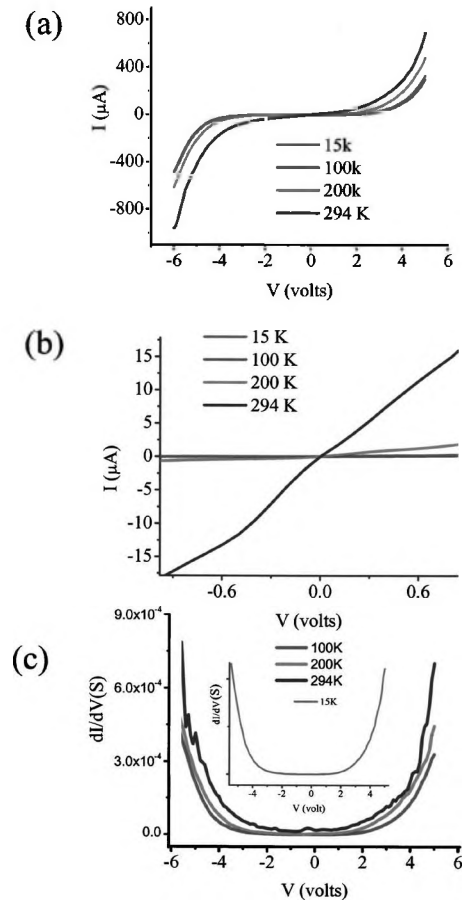 (a)
800
400
0
-400
-800
I (μA)
15k
100k
200k
294 K
-6 -4 -2 0 2 4
V (volts)
(b)
15 K
100 K
200 K
294 K
15
10
5
0
-5
-10
-15
I (μA)
-0.6 0.0 0.6
V (volts)
(c)
9.0x10-4
6.0x10-4
3.0x10-4
0.0
dI/dV(S)
100K
200K
294K
15K
dI/dV(S)
-4 -2 0 2 4
V (volt)
-6 -4 -2 0 2 4 6
V (volts)